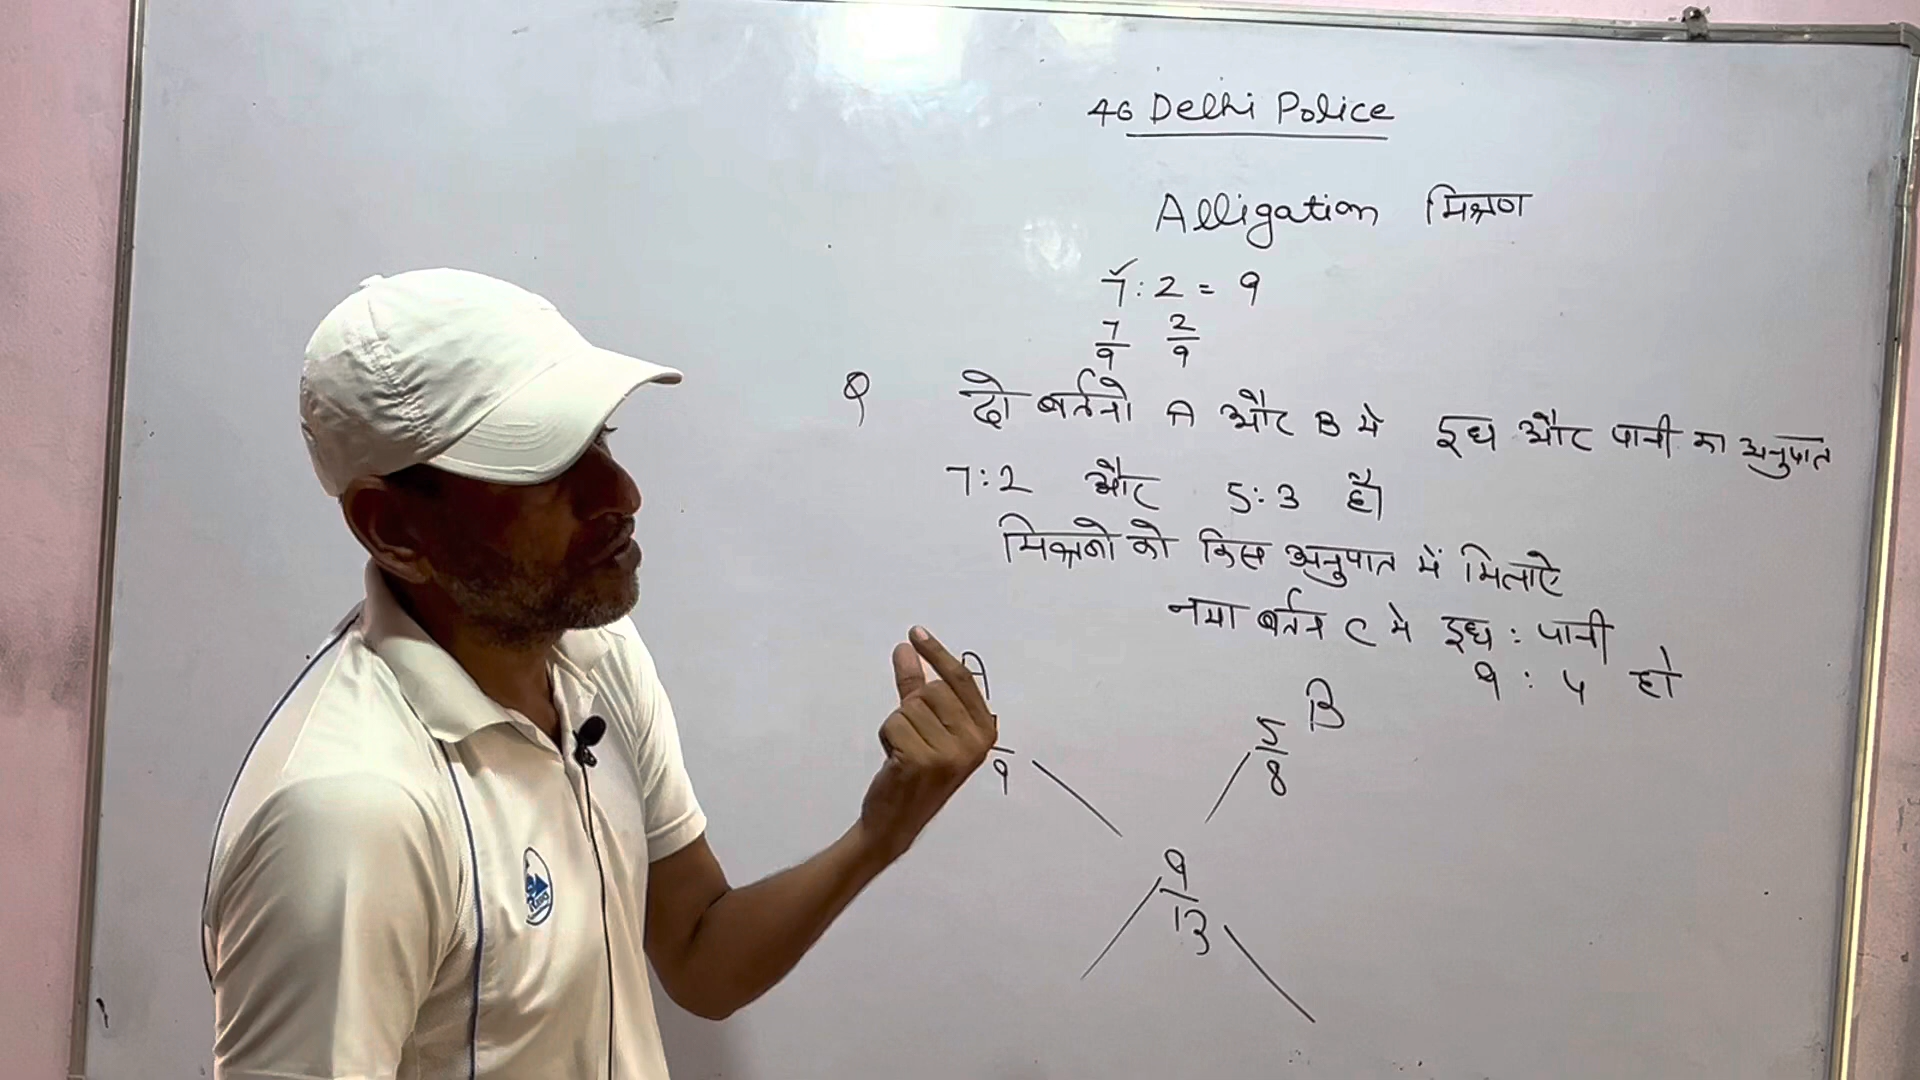 46 Delhi Police
Alligation मिश्रण
7:2 = 9
7/9 2/9
Q दो बर्तनो A और B मे दुध और पानी का अनुपात
7:2 और 5:3 है।
मिश्रणो को किस अनुपात में मिलाऐ
नया बर्तन C मे दुध : पानी
9 : 4 हो
A B
9 5/8
9/13